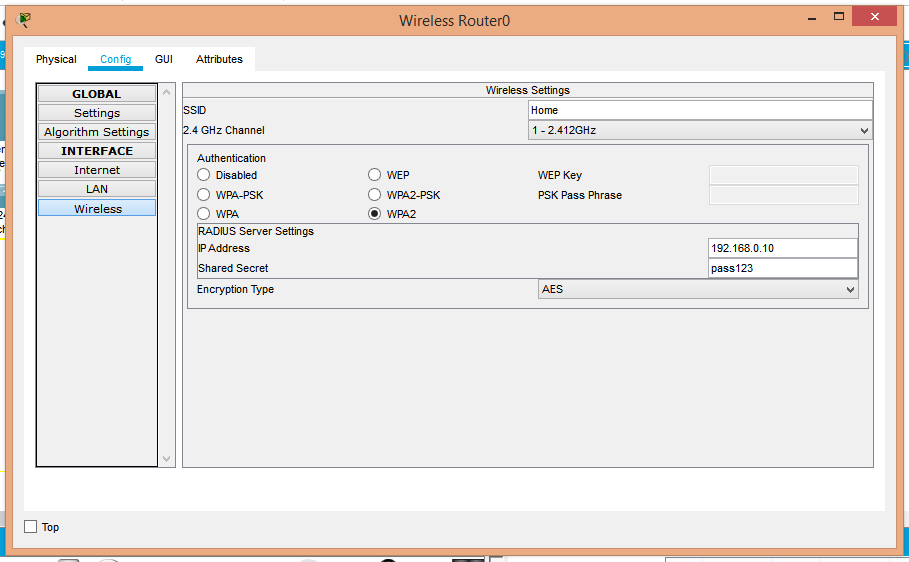 Wireless Router0
Physical Config GUI Attributes
GLOBAL
Settings
Algorithm Settings
INTERFACE
Internet
LAN
Wireless
Wireless Settings
SSID Home
2.4 GHz Channel 1 - 2.412GHz
Authentication
Disabled WEP WEP Key
WPA-PSK WPA2-PSK PSK Pass Phrase
WPA WPA2
RADIUS Server Settings
IP Address 192.168.0.10
Shared Secret pass123
Encryption Type AES
Top